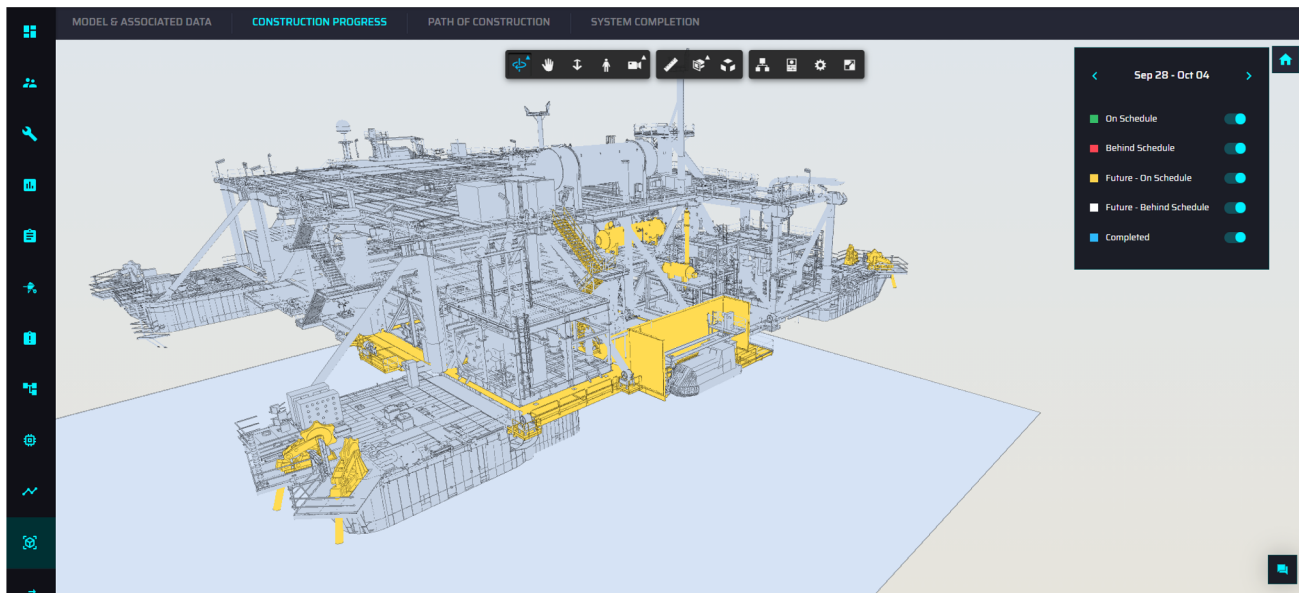 MODEL & ASSOCIATED DATA CONSTRUCTION PROGRESS PATH OF CONSTRUCTION SYSTEM COMPLETION
Sep 28 - Oct 04
On Schedule
Behind Schedule
Future - On Schedule
Future - Behind Schedule
Completed